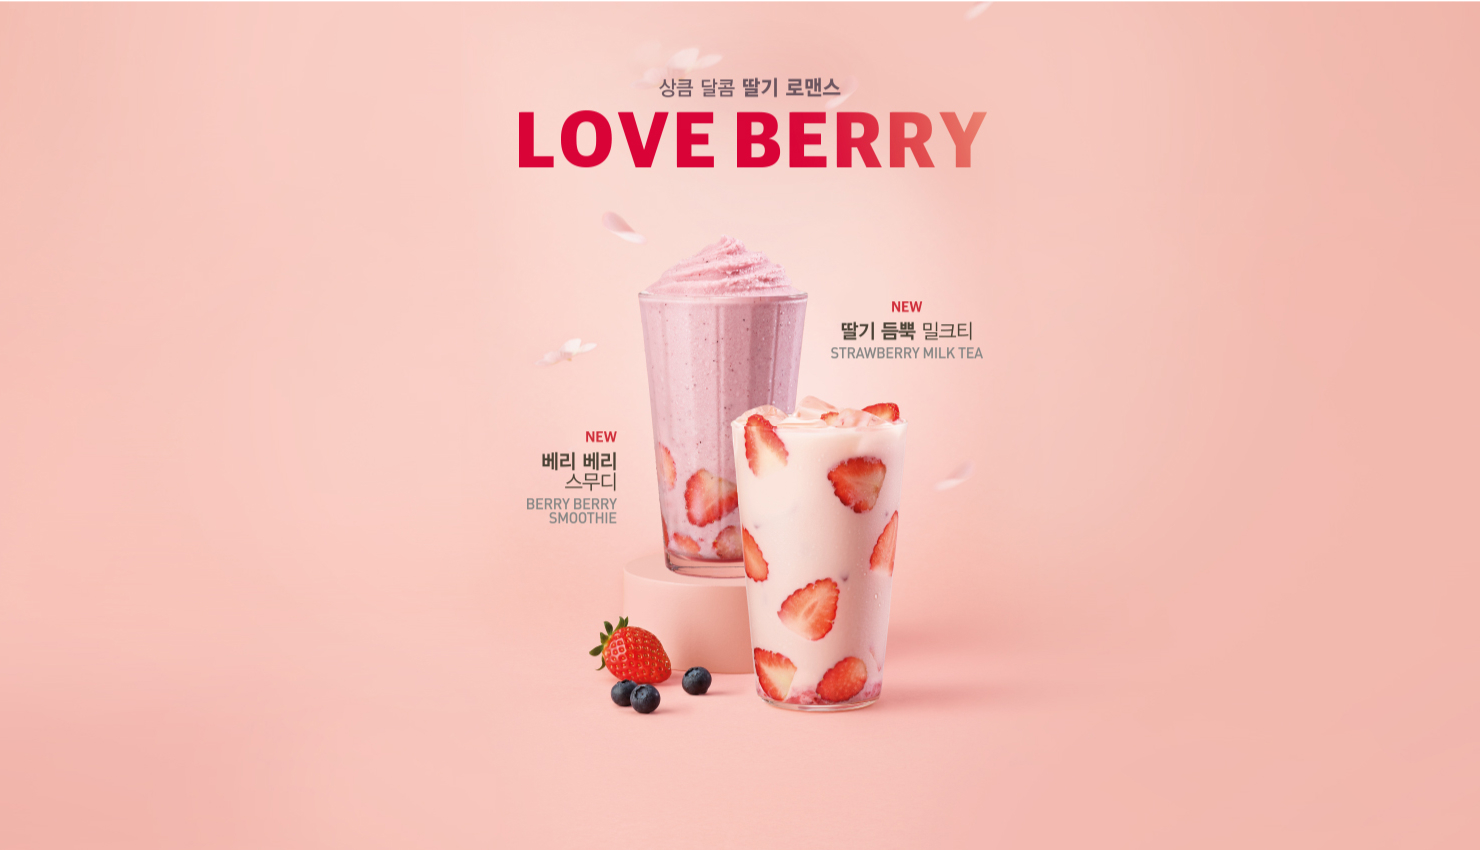 상큼 달콤 딸기 로맨스
LOVE BERRY
NEW
딸기 듬뿍 밀크티
STRAWBERRY MILK TEA
NEW
베리 베리
스무디
BERRY BERRY
SMOOTHIE